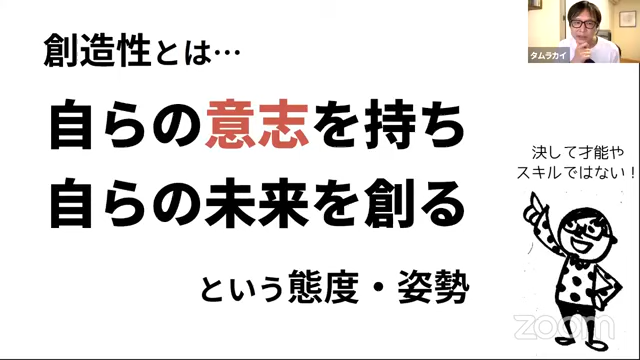 創造性とは…
自らの意志を持ち
自らの未来を創る
という態度・姿勢
決して才能や
スキルではない！
タムラカイ
zoom